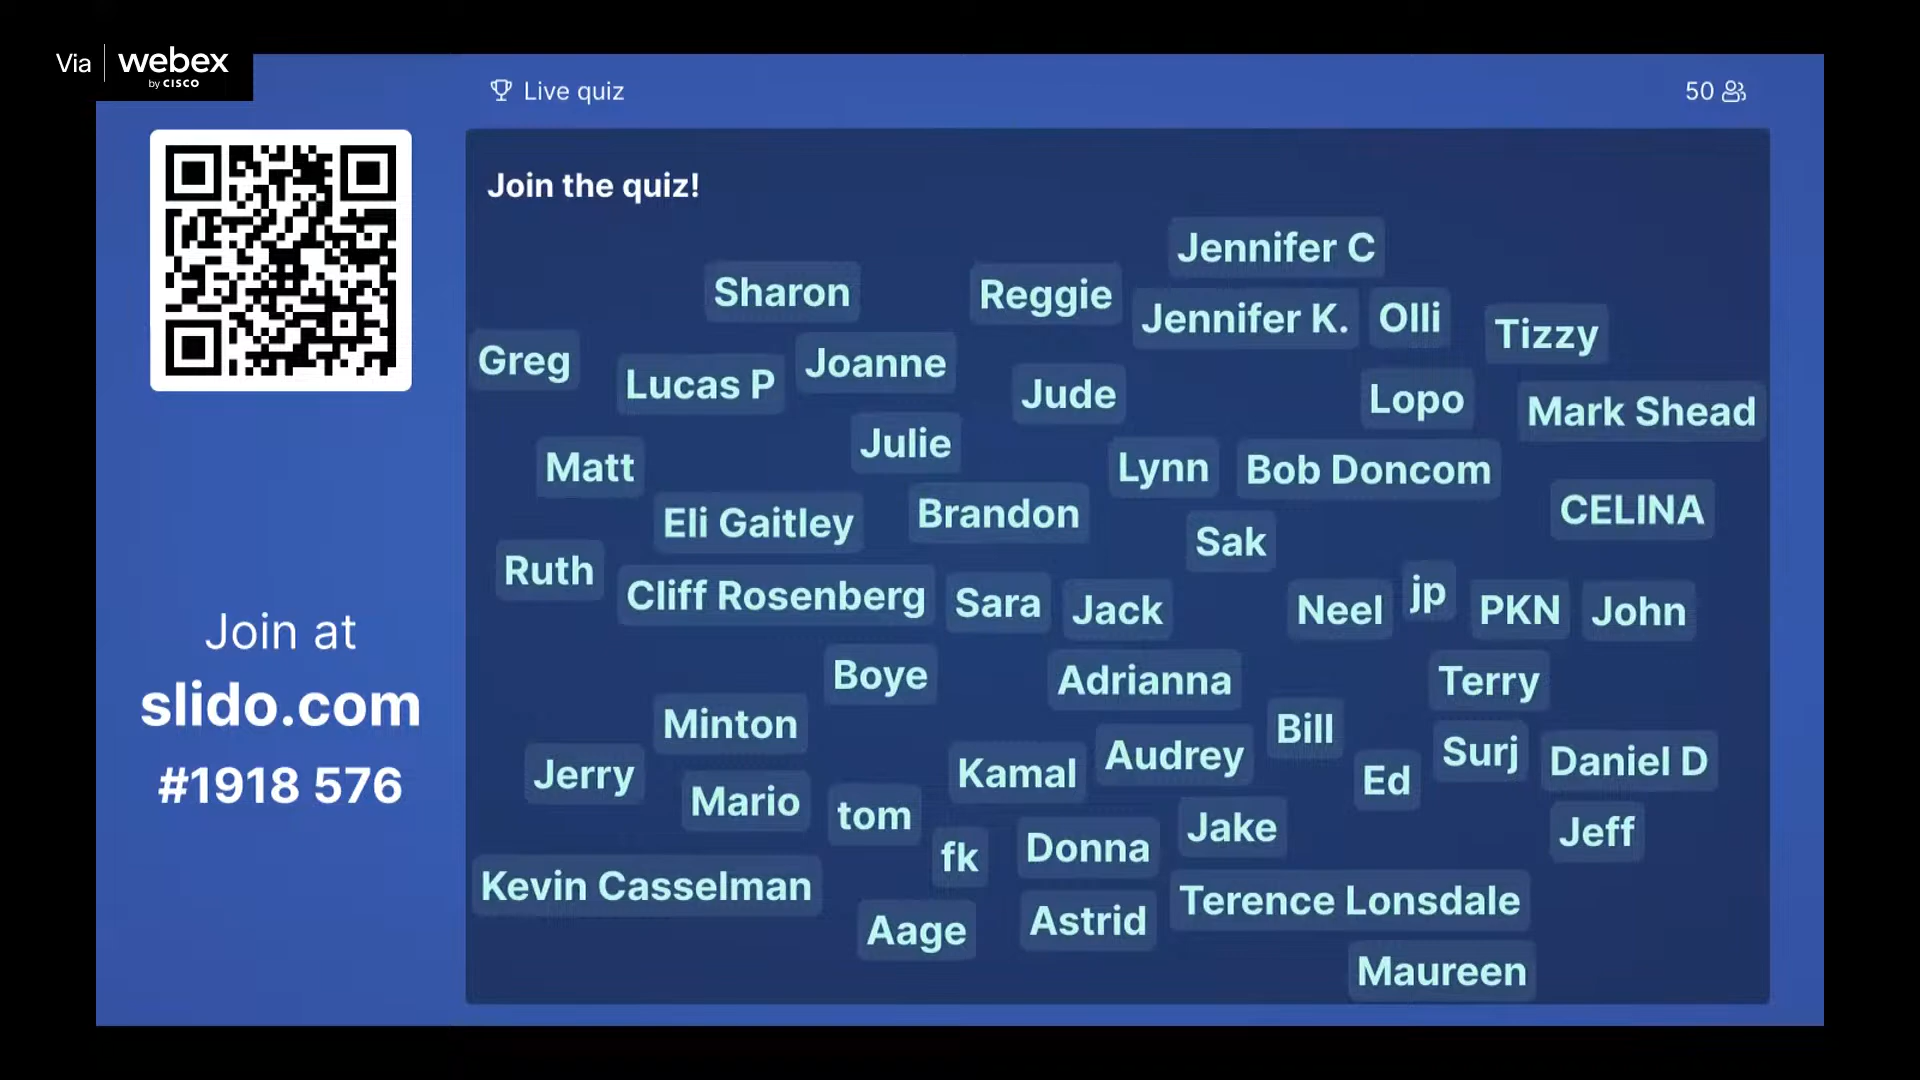 Via webex
by CISCO
Live quiz
50
Join the quiz!
Jennifer C
Sharon
Reggie
Jennifer K.
Olli
Tizzy
Greg
Lucas P
Joanne
Jude
Lopo
Mark Shead
Matt
Julie
Lynn
Bob Doncom
CELINA
Eli Gaitley
Brandon
Sak
Ruth
Cliff Rosenberg
Sara
Jack
Neel
jp
PKN
John
Boye
Adrianna
Terry
Minton
Bill
Jerry
Mario
Kamal
Audrey
Ed
Surj
Daniel D
tom
fk
Donna
Jake
Jeff
Kevin Casselman
Aage
Astrid
Terence Lonsdale
Maureen
Join at
slido.com
#1918 576